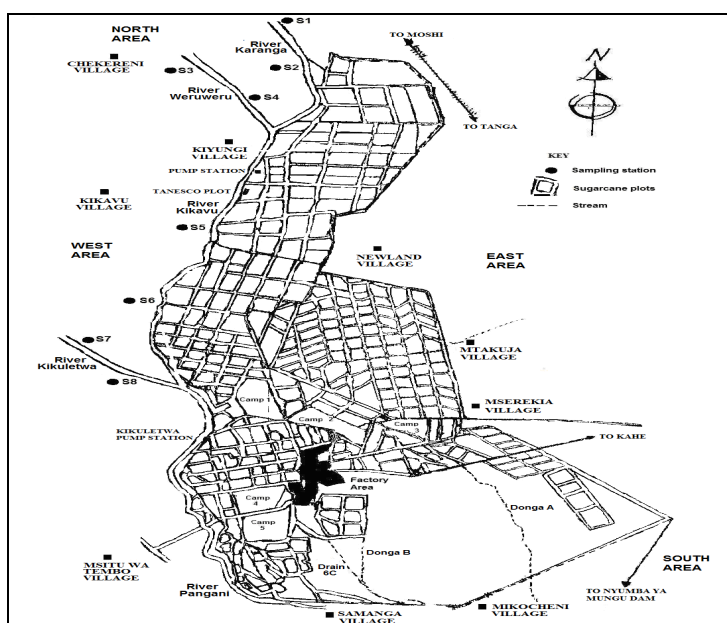 NORTH
AREA
S1
River
Karanga
TO MOSHI
CHEKERENI
VILLAGE
S3
S2
River
Weruweru
S4
N
TO TANGA
KIYUNGI
VILLAGE
KEY
PUMP STATION
Sampling station
TANESCO PLOT
Sugarcane plots
KIKAVU
VILLAGE
River
Kikavu
Stream
S5
WEST
AREA
NEWLAND
VILLAGE
EAST
AREA
S6
S7
River
Kikuletwa
MTAKUJA
VILLAGE
S8
Camp 1
MSEREKIA
VILLAGE
Camp 2
Camp
3
KIKULETWA
PUMP STATION
TO KAHE
Factory
Area
Camp
4
Donga A
Camp
5
Donga B
SOUTH
AREA
MSITU WA
TEMBO
VILLAGE
Drain
6C
River
Pangani
TO NYUMBA YA
MUNGU DAM
SAMANGA
VILLAGE
MIKOCHENI
VILLAGE